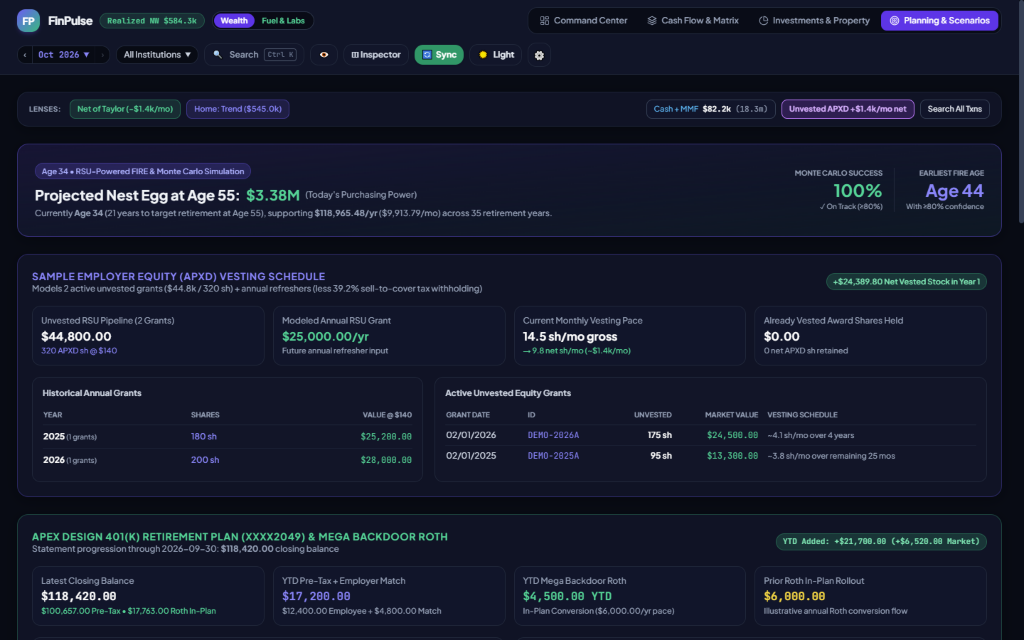 FP FinPulse Realized NW $584.3k Wealth Fuel & Labs Command Center Cash Flow & Matrix Investments & Property Planning & Scenarios
‹ Oct 2026 ▼ › All Institutions ▼ Search Ctrl K Inspector Sync Light
LENSES: Net of Taylor (-$1.4k/mo) Home: Trend ($545.0k) Cash + MMF $82.2k (18.3m) Unvested APXD +$1.4k/mo net Search All Txns
Age 34 • RSU-Powered FIRE & Monte Carlo Simulation
Projected Nest Egg at Age 55: $3.38M (Today's Purchasing Power)
Currently Age 34 (21 years to target retirement at Age 55), supporting $118,965.48/yr ($9,913.79/mo) across 35 retirement years.
MONTE CARLO SUCCESS
100%
✓ On Track (≥80%)
EARLIEST FIRE AGE
Age 44
With ≥80% confidence
SAMPLE EMPLOYER EQUITY (APXD) VESTING SCHEDULE
Models 2 active unvested grants ($44.8k / 320 sh) + annual refreshers (less 39.2% sell-to-cover tax withholding)
+$24,389.80 Net Vested Stock in Year 1
Unvested RSU Pipeline (2 Grants)
$44,800.00
320 APXD sh @ $140
Modeled Annual RSU Grant
$25,000.00/yr
Future annual refresher input
Current Monthly Vesting Pace
14.5 sh/mo gross
→ 9.8 net sh/mo (~$1.4k/mo)
Already Vested Award Shares Held
$0.00
0 net APXD sh retained
Historical Annual Grants
YEAR SHARES VALUE @ $140
2025 (1 grants) 180 sh $25,200.00
2026 (1 grants) 200 sh $28,000.00
Active Unvested Equity Grants
GRANT DATE ID UNVESTED MARKET VALUE VESTING SCHEDULE
02/01/2026 DEMO-2026A 175 sh $24,500.00 ~4.1 sh/mo over 4 years
02/01/2025 DEMO-2025A 95 sh $13,300.00 ~3.8 sh/mo over remaining 25 mos
APEX DESIGN 401(K) RETIREMENT PLAN (XXXX2049) & MEGA BACKDOOR ROTH
Statement progression through 2026-09-30: $118,420.00 closing balance
YTD Added: +$21,700.00 (+$6,520.00 Market)
Latest Closing Balance
$118,420.00
$100,657.00 Pre-Tax • $17,763.00 Roth In-Plan
YTD Pre-Tax + Employer Match
$17,200.00
$12,400.00 Employee + $4,800.00 Match
YTD Mega Backdoor Roth
$4,500.00 YTD
In-Plan Conversion ($6,000.00/yr pace)
Prior Roth In-Plan Rollout
$6,000.00
Illustrative annual Roth conversion flow